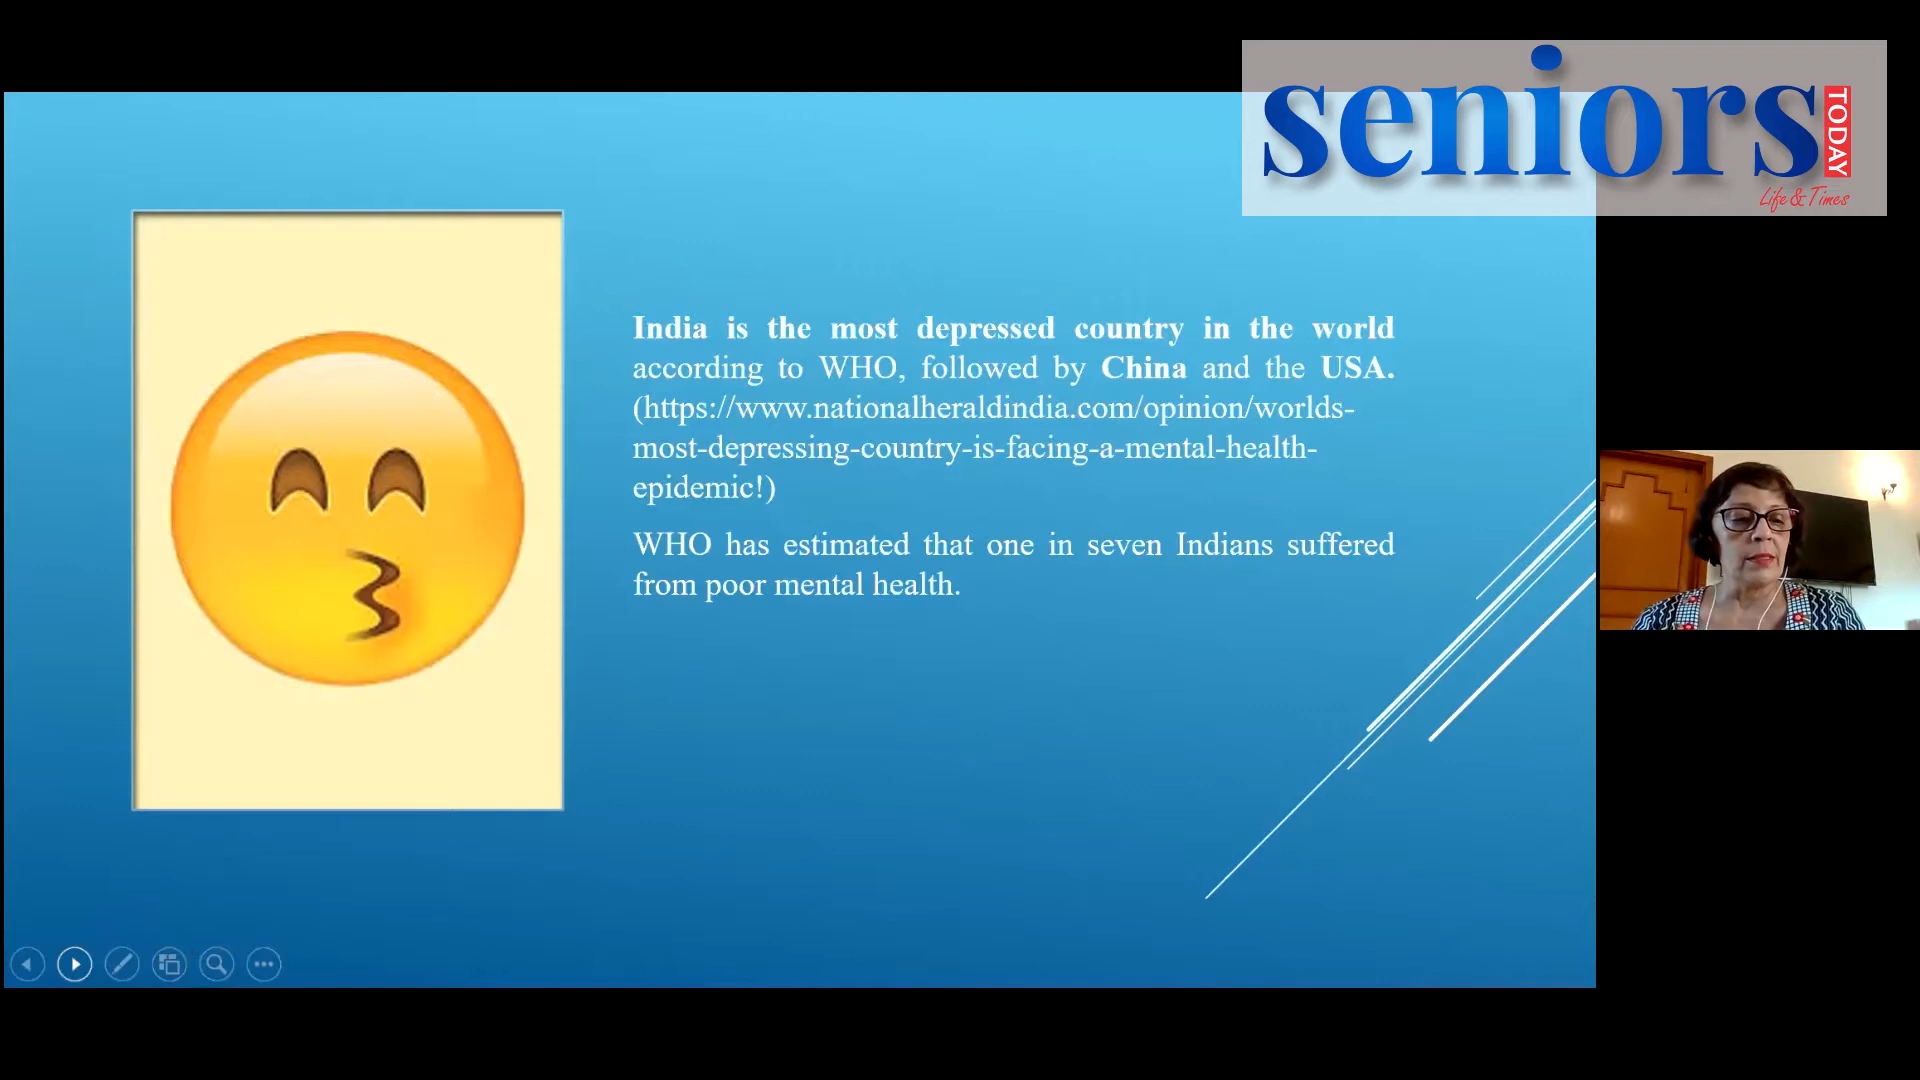 seniors
TODAY
Life & Times
India is the most depressed country in the world
according to WHO, followed by China and the USA.
(https://www.nationalheraldindia.com/opinion/worlds-
most-depressing-country-is-facing-a-mental-health-
epidemic!)
WHO has estimated that one in seven Indians suffered
from poor mental health.